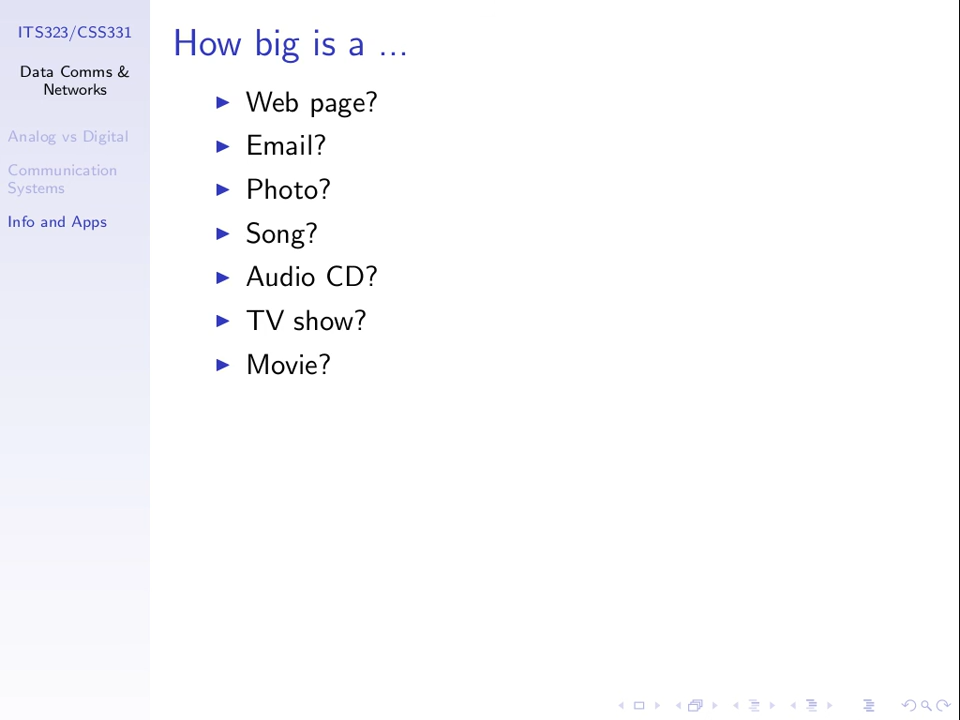 ITS323/CSS331
Data Comms &
Networks
Analog vs Digital
Communication
Systems
Info and Apps
How big is a ...
Web page?
Email?
Photo?
Song?
Audio CD?
TV show?
Movie?